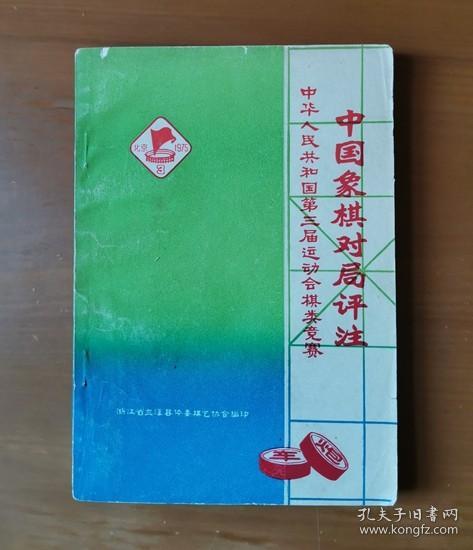 中国象棋对局评注
中华人民共和国第三届运动会棋类竞赛
北京 1975
3
浙江省平阳县体委棋艺协会编印
车
炮
孔夫子旧书网
www.kongfz.com